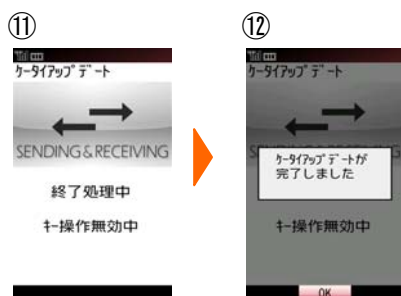 ⑪
ケータイアップデート
SENDING & RECEIVING
終了処理中
キー操作無効中
⑫
ケータイアップデート
ケータイアップデートが
完了しました
キー操作無効中
OK